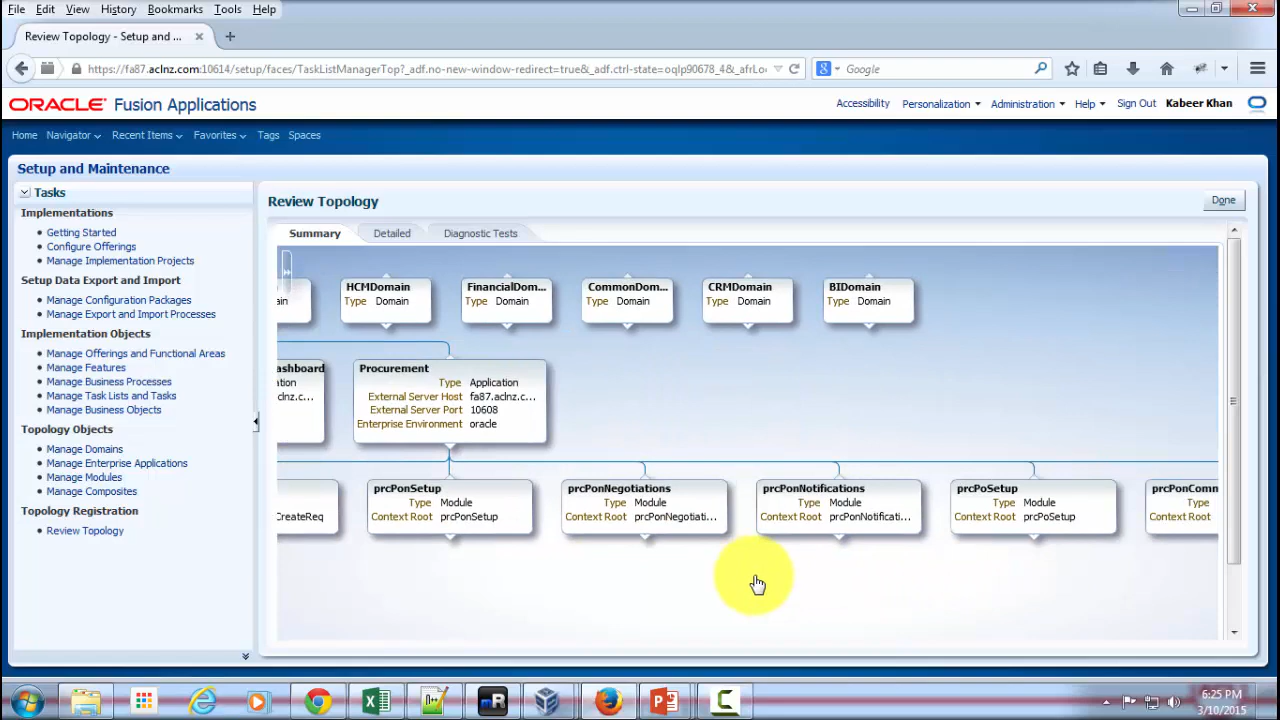 File Edit View History Bookmarks Tools Help
Review Topology - Setup and ...
https://fa87.aclnz.com:10614/setup/faces/TaskListManagerTop?_adf.no-new-window-redirect=true&_adf.ctrl-state=oqlp90678_4&_afrLo
Google
ORACLE Fusion Applications
Accessibility Personalization Administration Help Sign Out Kabeer Khan
Home Navigator Recent Items Favorites Tags Spaces
Setup and Maintenance
Tasks
Implementations
Getting Started
Configure Offerings
Manage Implementation Projects
Setup Data Export and Import
Manage Configuration Packages
Manage Export and Import Processes
Implementation Objects
Manage Offerings and Functional Areas
Manage Features
Manage Business Processes
Manage Task Lists and Tasks
Manage Business Objects
Topology Objects
Manage Domains
Manage Enterprise Applications
Manage Modules
Manage Composites
Topology Registration
Review Topology
Review Topology
Done
Summary Detailed Diagnostic Tests
HCMDomain FinancialDom... CommonDom... CRMDomain BIDomain
ain Type Domain Type Domain Type Domain Type Domain Type Domain
ashboard Procurement
ation Type Application
aclnz.c... External Server Host fa87.aclnz.c...
External Server Port 10608
Enterprise Environment oracle
prcPonSetup prcPonNegotiations prcPonNotifications prcPoSetup prcPonComm
Type Module Type Module Type Module Type Module Type
CreateReq Context Root prcPonSetup Context Root prcPonNegotiati... Context Root prcPonNotificati... Context Root prcPoSetup Context Root
6:25 PM
3/10/2015